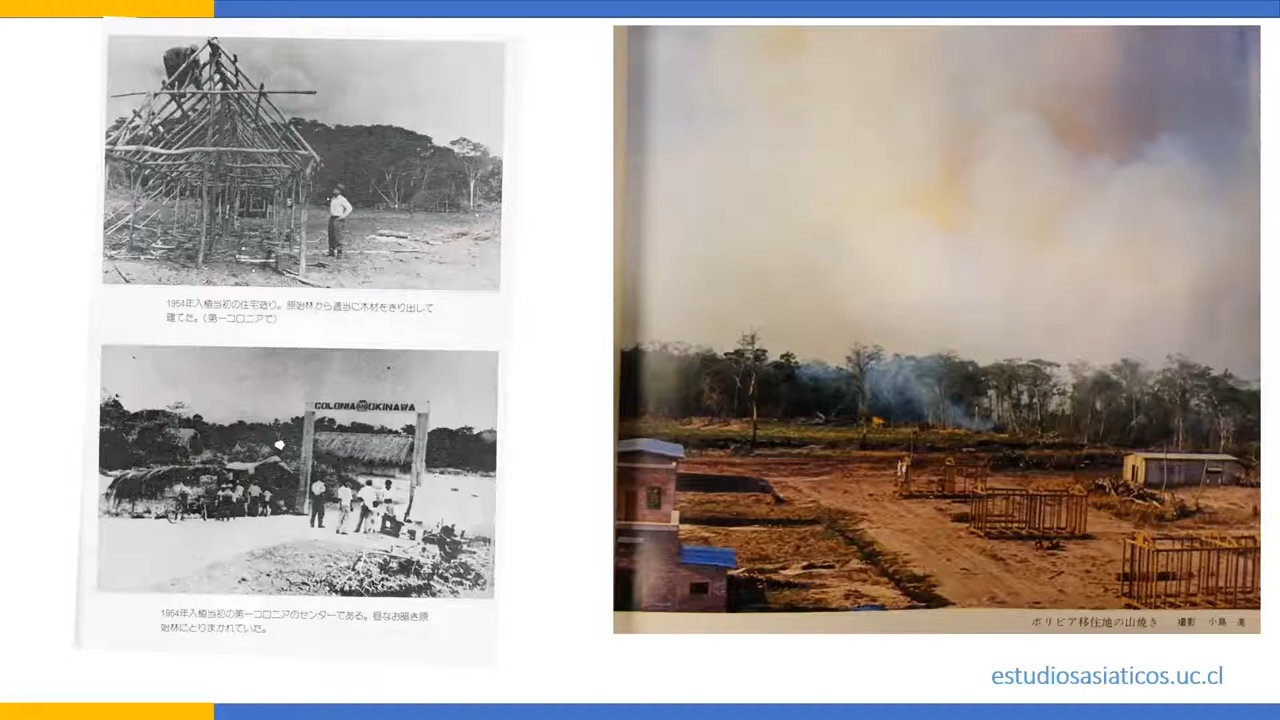 1954年入植当初の住宅造り。原始林から適当に木材をきり出して
建てた。(第一コロニアで)
COLONIA OKINAWA
1954年入植当初の第一コロニアのセンターである。昼なお暗き原
始林にとりまかれていた。
ボリビア移住地の山焼き 撮影 小島 進
estudiosasiaticos.uc.cl